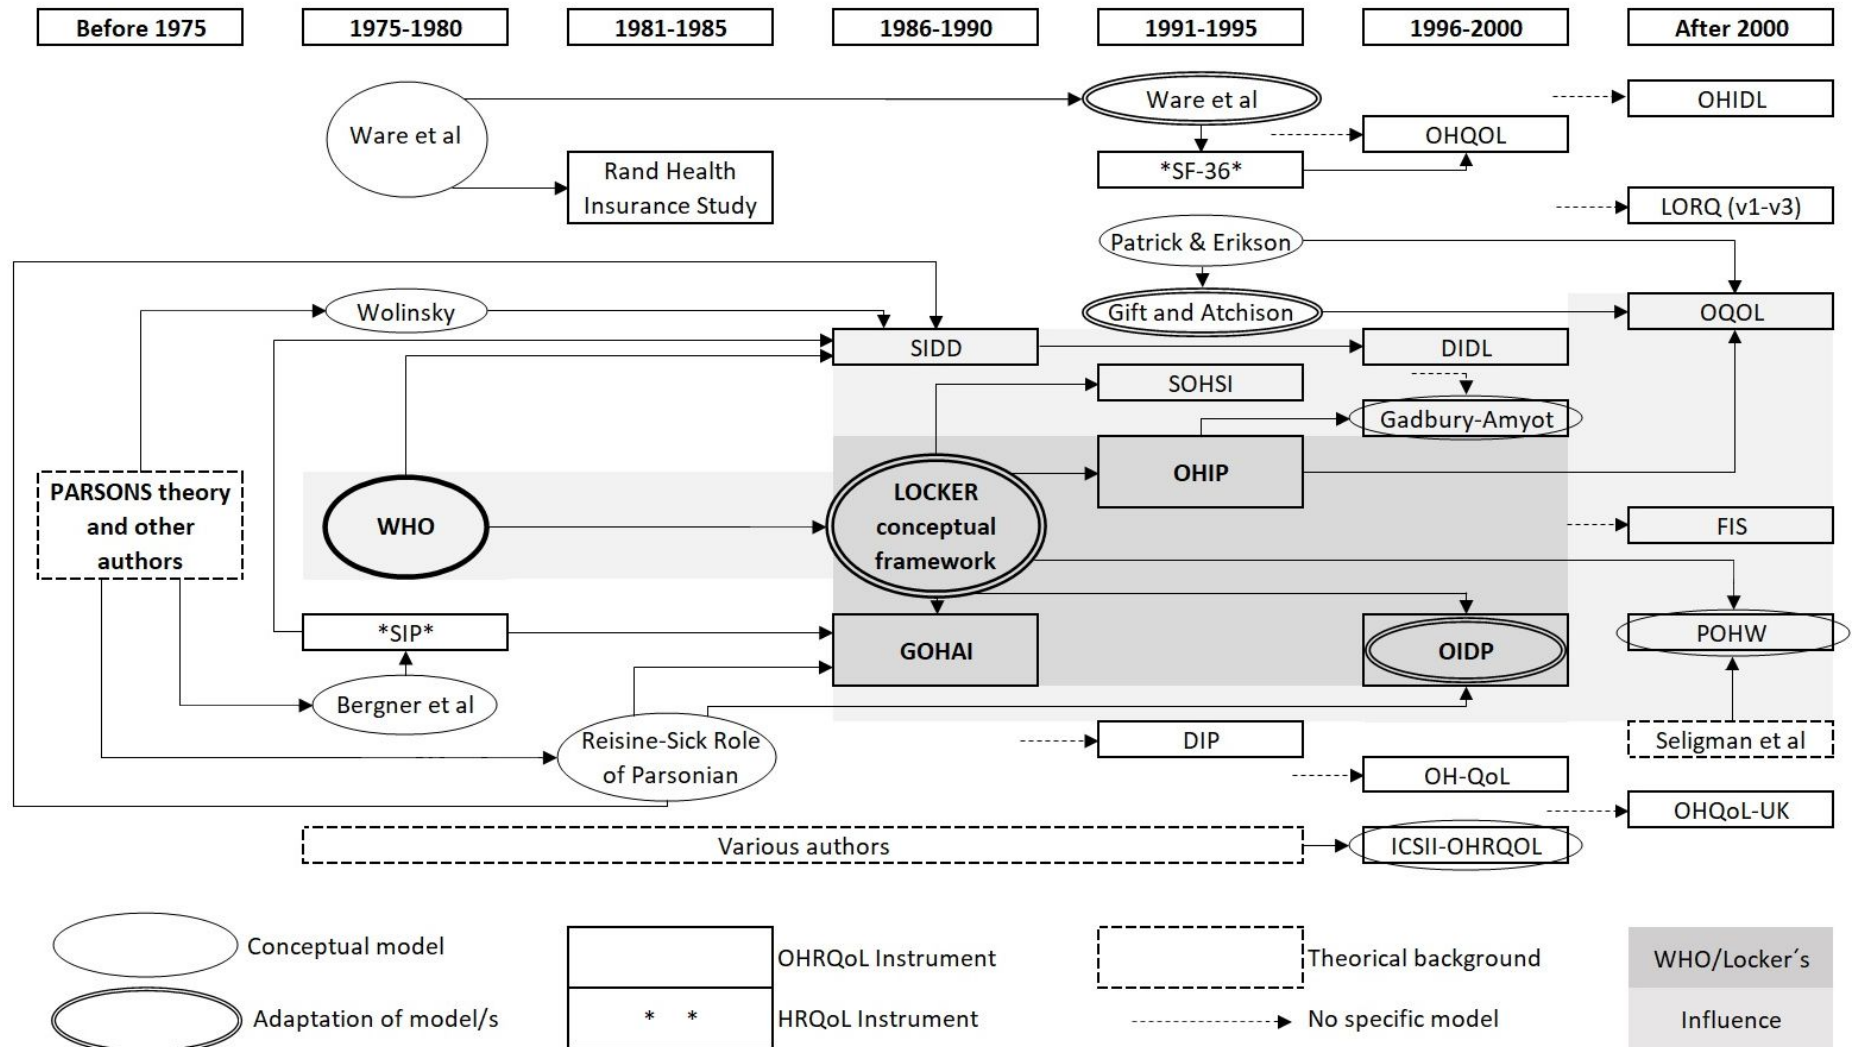 Before 1975
1975-1980
1981-1985
1986-1990
1991-1995
1996-2000
After 2000
Ware et al
Rand Health
Insurance Study
Ware et al
*SF-36*
OHQOL
OHIDL
LORQ (v1-v3)
Patrick & Erikson
Gift and Atchison
OQOL
Wolinsky
SIDD
DIDL
SOHSI
Gadbury-Amyot
OHIP
PARSONS theory
and other
authors
WHO
LOCKER
conceptual
framework
FIS
*SIP*
GOHAI
OIDP
POHW
Bergner et al
Reisine-Sick Role
of Parsonian
DIP
Seligman et al
OH-QoL
OHQoL-UK
Various authors
ICSII-OHRQOL
Conceptual model
OHRQoL Instrument
Theorical background
WHO/Locker´s
Adaptation of model/s
* *
HRQoL Instrument
No specific model
Influence